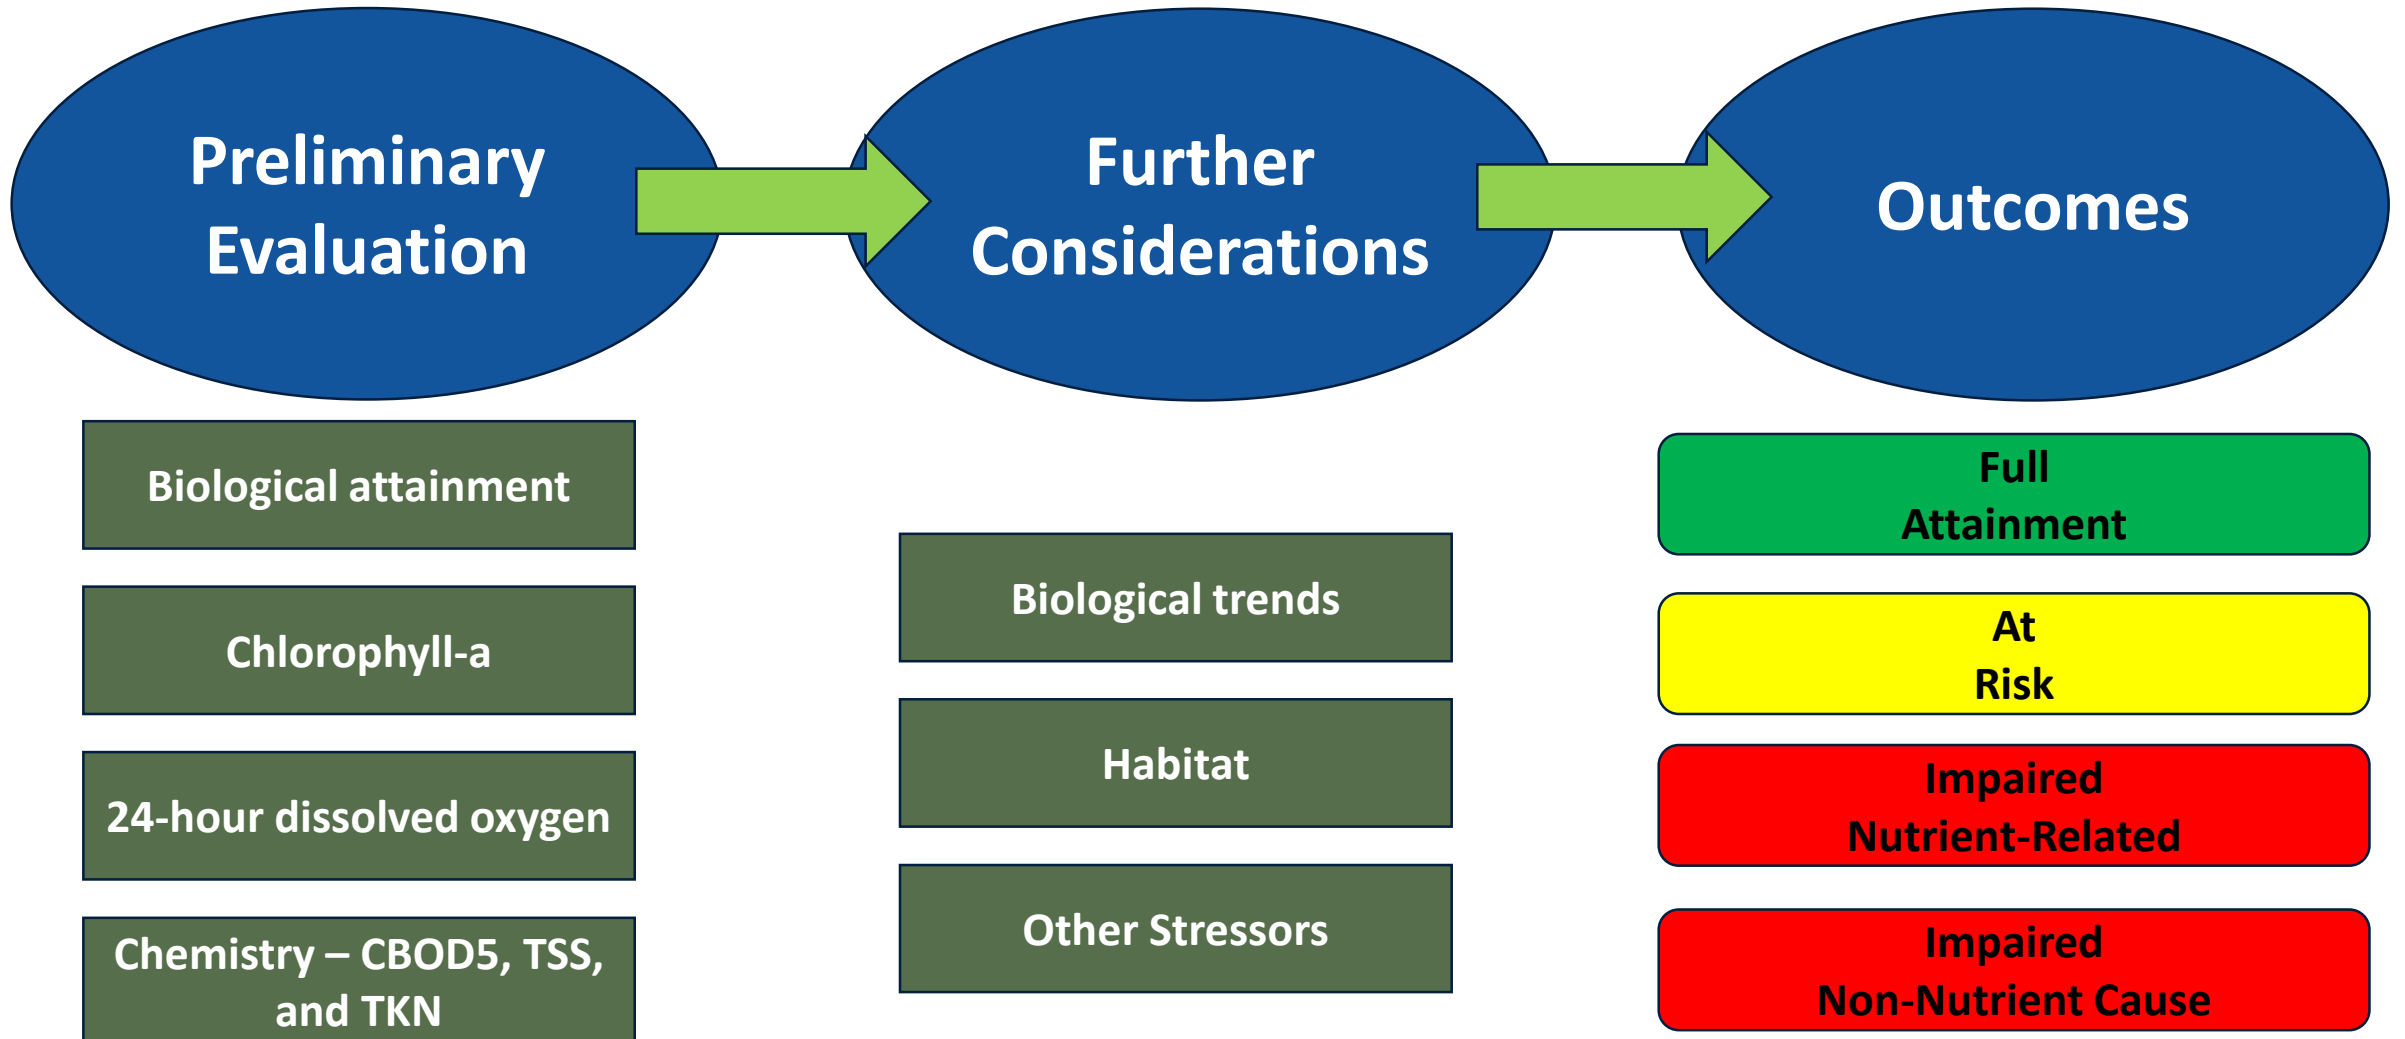 Preliminary
Evaluation
Further
Considerations
Outcomes
Biological attainment
Chlorophyll-a
24-hour dissolved oxygen
Chemistry – CBOD5, TSS,
and TKN
Biological trends
Habitat
Other Stressors
Full
Attainment
At
Risk
Impaired
Nutrient-Related
Impaired
Non-Nutrient Cause